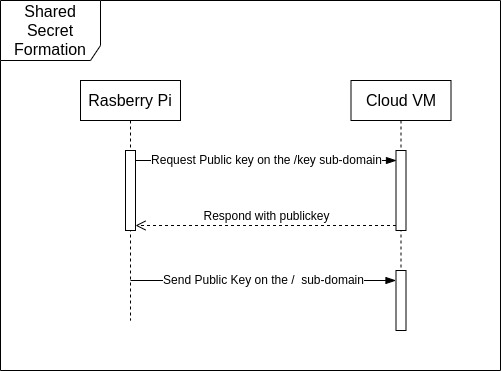 Shared
Secret
Formation
Rasberry Pi
Cloud VM
Request Public key on the /key sub-domain
Respond with publickey
Send Public Key on the /  sub-domain